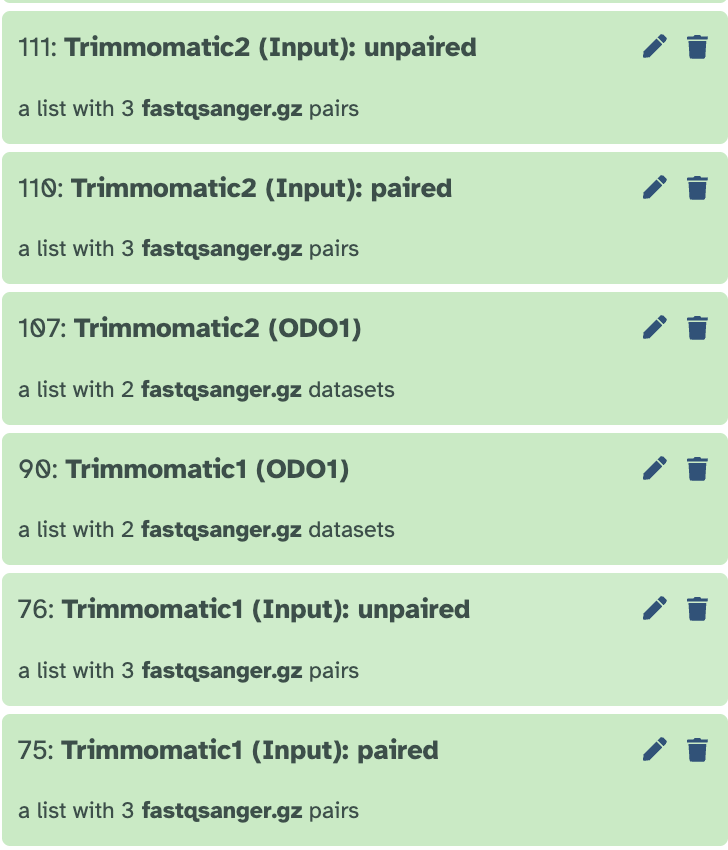 111: Trimmomatic2 (Input): unpaired
a list with 3 fastqsanger.gz pairs
110: Trimmomatic2 (Input): paired
a list with 3 fastqsanger.gz pairs
107: Trimmomatic2 (ODO1)
a list with 2 fastqsanger.gz datasets
90: Trimmomatic1 (ODO1)
a list with 2 fastqsanger.gz datasets
76: Trimmomatic1 (Input): unpaired
a list with 3 fastqsanger.gz pairs
75: Trimmomatic1 (Input): paired
a list with 3 fastqsanger.gz pairs